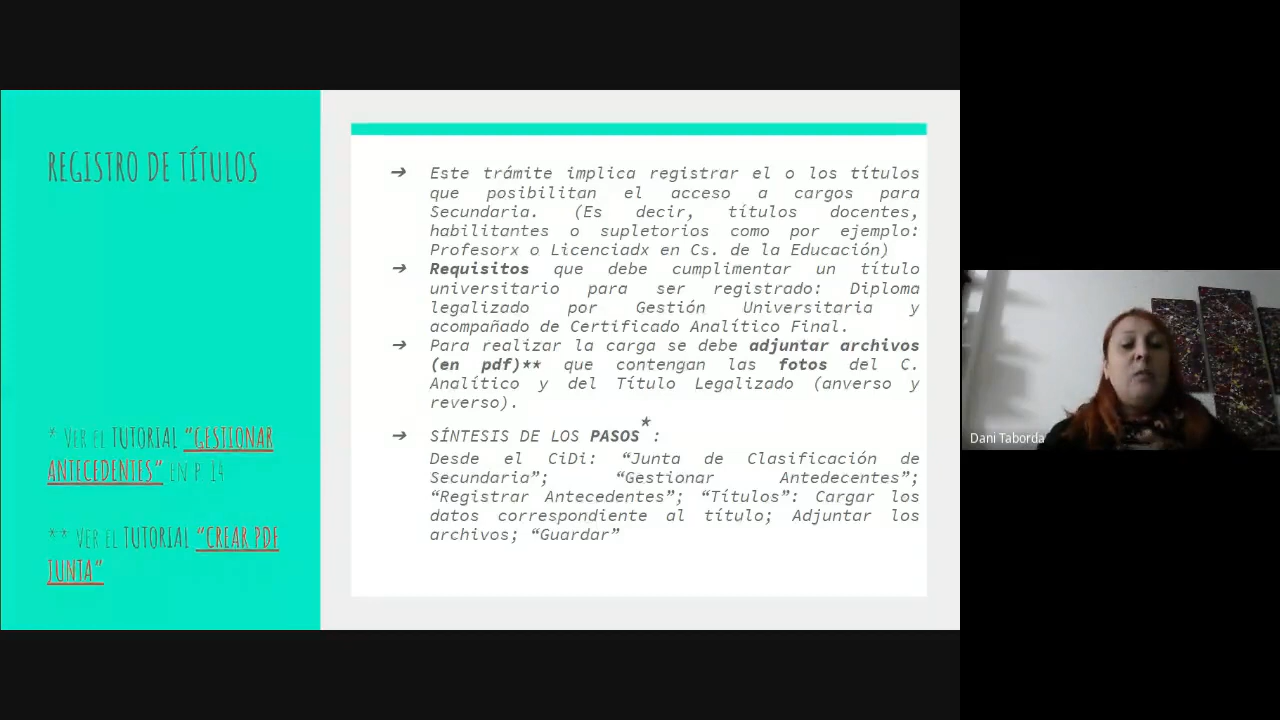 REGISTRO DE TÍTULOS
* VER EL TUTORIAL “GESTIONAR
ANTECEDENTES“ EN P 14
** VER EL TUTORIAL “CREAR PDF
JUNTA“
➔ Este trámite implica registrar el o los títulos
que posibilitan el acceso a cargos para
Secundaria. (Es decir, títulos docentes,
habilitantes o supletorios como por ejemplo:
Profesorx o Licenciadx en Cs. de la Educación)
➔ Requisitos que debe cumplimentar un título
universitario para ser registrado: Diploma
legalizado por Gestión Universitaria y
acompañado de Certificado Analítico Final.
➔ Para realizar la carga se debe adjuntar archivos
(en pdf)** que contengan las fotos del C.
Analítico y del Título Legalizado (anverso y
reverso).
➔ SÍNTESIS DE LOS PASOS*:
Desde el CiDi: “Junta de Clasificación de
Secundaria”; “Gestionar Antedecentes”;
“Registrar Antecedentes”; “Títulos”: Cargar los
datos correspondiente al título; Adjuntar los
archivos; “Guardar”
Dani Taborda